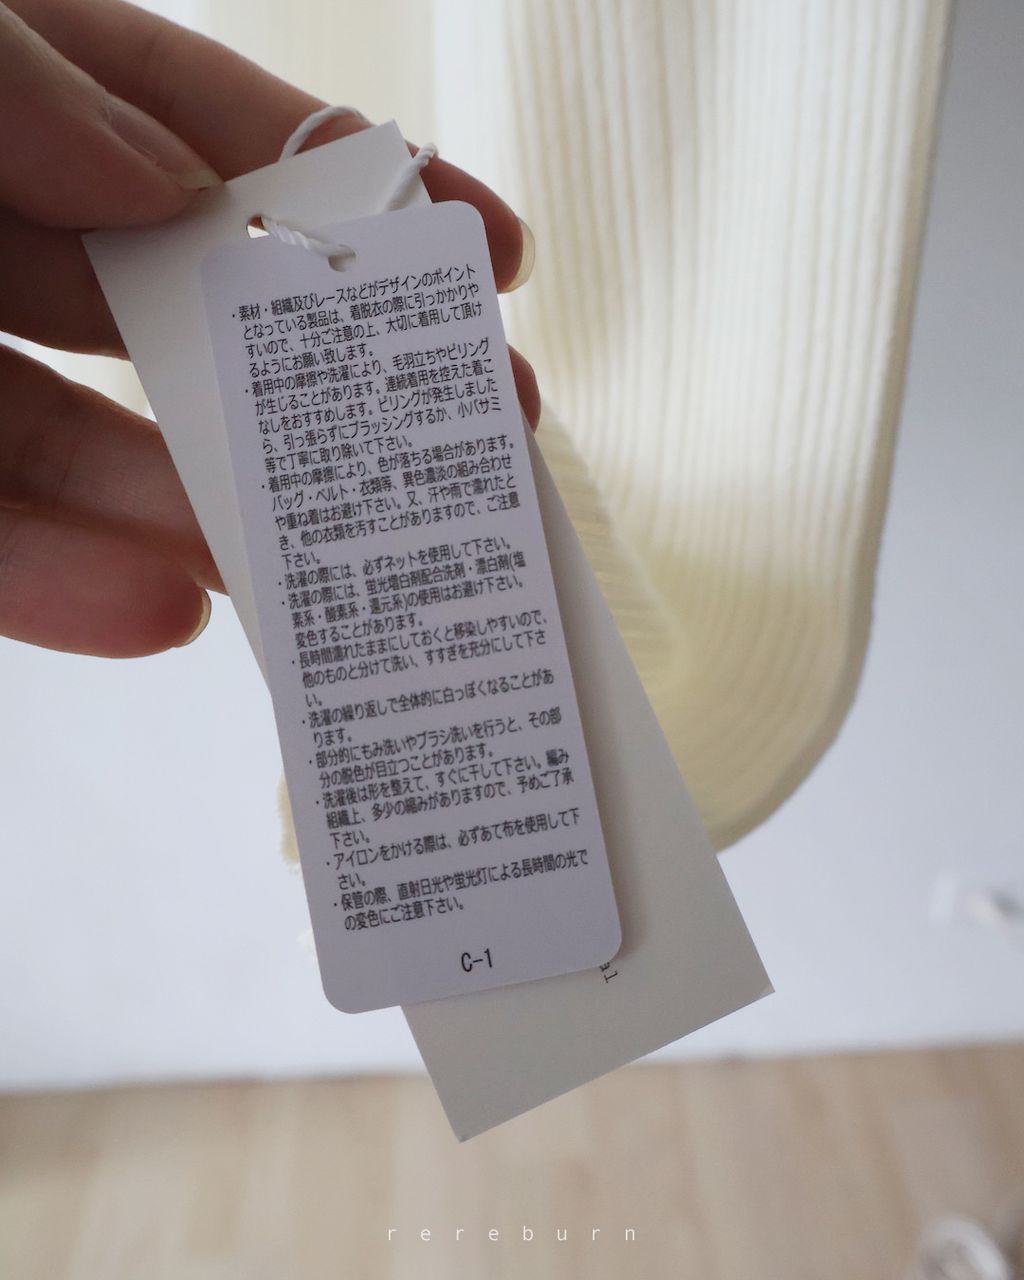 ・素材・組織及びレースなどがデザインのポイント
となっている製品は、着脱衣の際に引っかかりや
すいので、十分ご注意の上、大切に着用して頂け
るようにお願い致します。
・着用中の摩擦や洗濯により、毛羽立ちやピリング
が生じることがあります。連続着用を控えた着こ
なしをおすすめします。ピリングが発生しました
ら、引っ張らずにブラッシングするか、小バサミ
等で丁寧に取り除いて下さい。
・着用中の摩擦により、色が落ちる場合があります。
バッグ・ベルト・衣類等、異色濃淡の組み合わせ
や重ね着はお避け下さい。又、汗や雨で濡れたと
き、他の衣類を汚すことがありますので、ご注意
下さい。
・洗濯の際には、必ずネットを使用して下さい。
・洗濯の際には、蛍光増白剤配合洗剤・漂白剤(塩
素系・酸素系・還元系)の使用はお避け下さい。
変色することがあります。
・長時間濡れたままにしておくと移染しやすいので、
他のものと分けて洗い、すすぎを充分にして下さ
い。
・洗濯の繰り返しで全体的に白っぽくなることがあ
ります。
・部分的にもみ洗いやブラシ洗いを行うと、その部
分の脱色が目立つことがあります。
・洗濯後は形を整えて、すぐに干して下さい。編み
組織上、多少の縮みがありますので、予めご了承
下さい。
・アイロンをかける際は、必ずあて布を使用して下
さい。
・保管の際、直射日光や蛍光灯による長時間の光で
の変色にご注意下さい。
C-1
rereburn